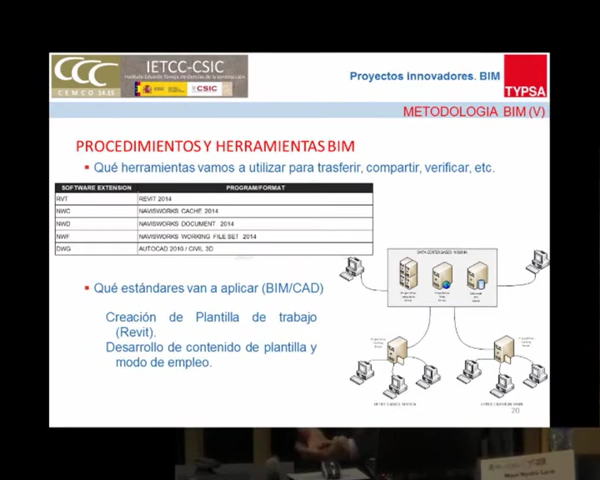 CCC
CEMCO 14.15
IETCC-CSIC
CSIC
Proyectos innovadores. BIM
TYPSA
METODOLOGIA BIM (V)
PROCEDIMIENTOS Y HERRAMIENTAS BIM
▪ Qué herramientas vamos a utilizar para trasferir, compartir, verificar, etc.
SOFTWARE EXTENSION PROGRAM/FORMAT
RVT REVIT 2014
NWC NAVISWORKS CACHE 2014
NWD NAVISWORKS DOCUMENT 2014
NWF NAVISWORKS WORKING FILE SET 2014
DWG AUTOCAD 2010 / CIVIL 3D
▪ Qué estándares van a aplicar (BIM/CAD)
Creación de Plantilla de trabajo
(Revit).
Desarrollo de contenido de plantilla y
modo de empleo.
20